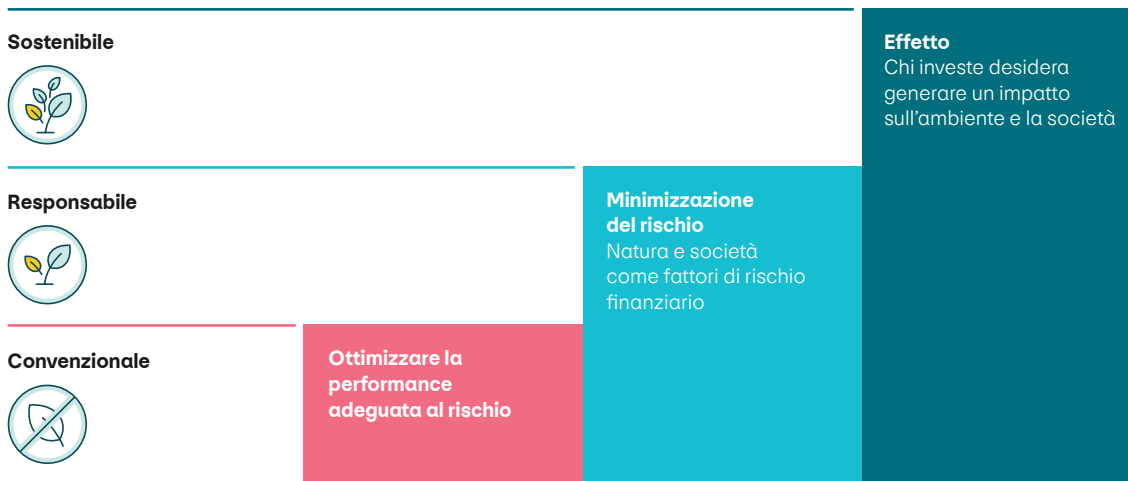 Sostenibile
Effetto
Chi investe desidera
generare un impatto
sull'ambiente e la società
Responsabile
Minimizzazione
del rischio
Natura e società
come fattori di rischio
finanziario
Convenzionale
Ottimizzare la
performance
adeguata al rischio